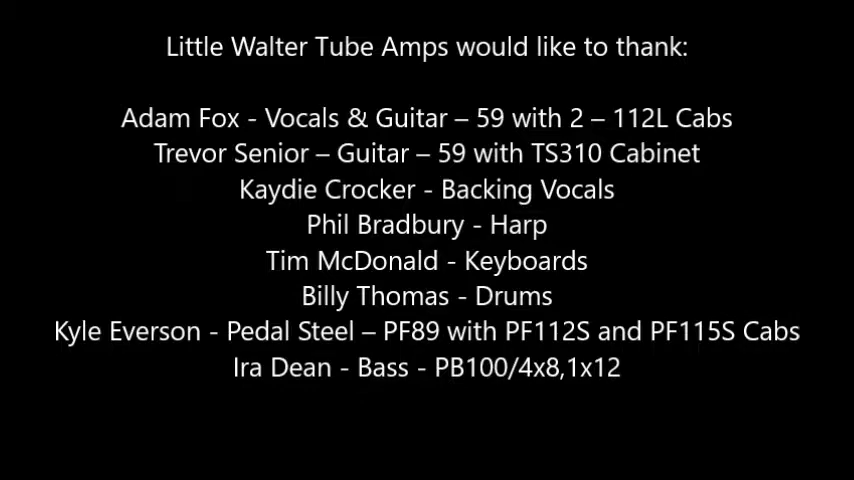 Little Walter Tube Amps would like to thank:
Adam Fox - Vocals & Guitar – 59 with 2 – 112L Cabs
Trevor Senior – Guitar – 59 with TS310 Cabinet
Kaydie Crocker - Backing Vocals
Phil Bradbury - Harp
Tim McDonald - Keyboards
Billy Thomas - Drums
Kyle Everson - Pedal Steel – PF89 with PF112S and PF115S Cabs
Ira Dean - Bass - PB100/4x8,1x12